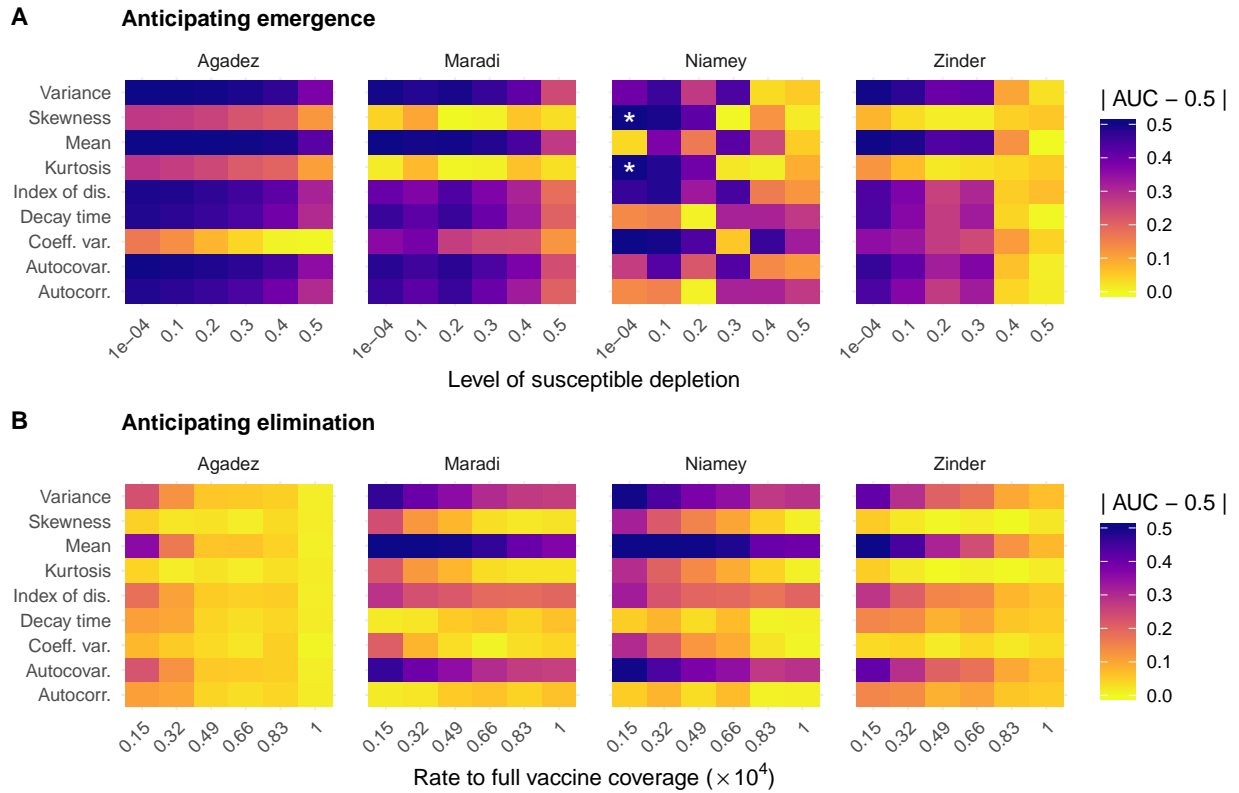 A Anticipating emergence
Agadez Maradi Niamey Zinder
Variance
Skewness
Mean
Kurtosis
Index of dis.
Decay time
Coeff. var.
Autocovar.
Autocorr.
* 
*
| AUC − 0.5 |
0.5
0.4
0.3
0.2
0.1
0.0
1e−04 0.1 0.2 0.3 0.4 0.5 1e−04 0.1 0.2 0.3 0.4 0.5 1e−04 0.1 0.2 0.3 0.4 0.5 1e−04 0.1 0.2 0.3 0.4 0.5
Level of susceptible depletion
B Anticipating elimination
Agadez Maradi Niamey Zinder
Variance
Skewness
Mean
Kurtosis
Index of dis.
Decay time
Coeff. var.
Autocovar.
Autocorr.
| AUC − 0.5 |
0.5
0.4
0.3
0.2
0.1
0.0
0.15 0.32 0.49 0.66 0.83 1 0.15 0.32 0.49 0.66 0.83 1 0.15 0.32 0.49 0.66 0.83 1 0.15 0.32 0.49 0.66 0.83 1
Rate to full vaccine coverage (×10⁴)